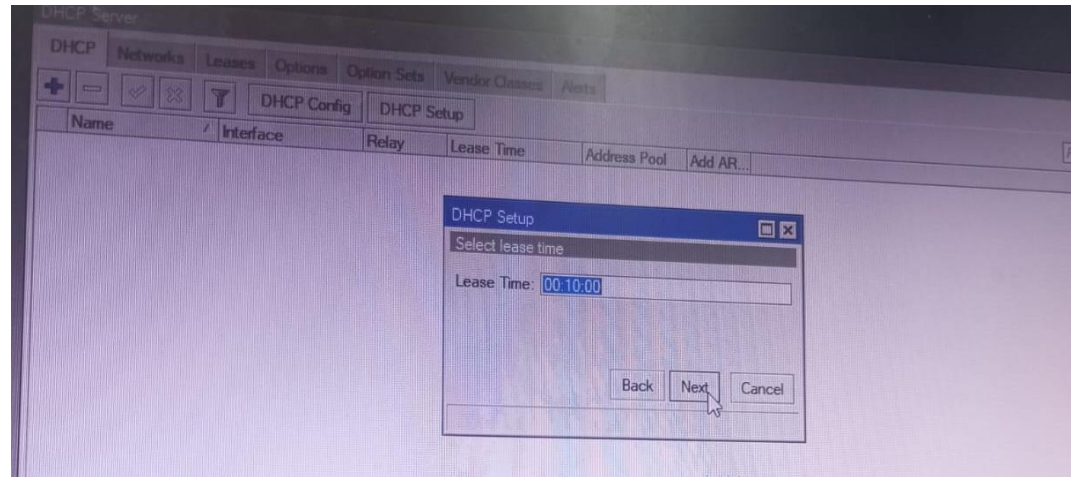 DHCP Server
DHCP Networks Leases Options Option Sets Vendor Classes Alerts
DHCP Config DHCP Setup
Name Interface Relay Lease Time Address Pool Add AR...
DHCP Setup
Select lease time
Lease Time: 00:10:00
Back Next Cancel